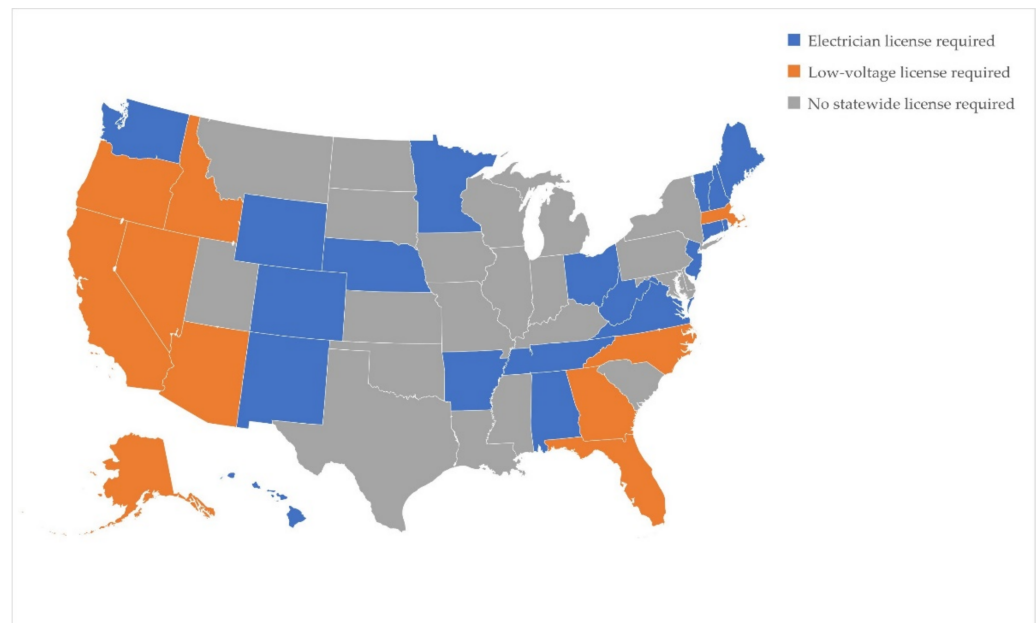 Electrician license required
Low-voltage license required
No statewide license required